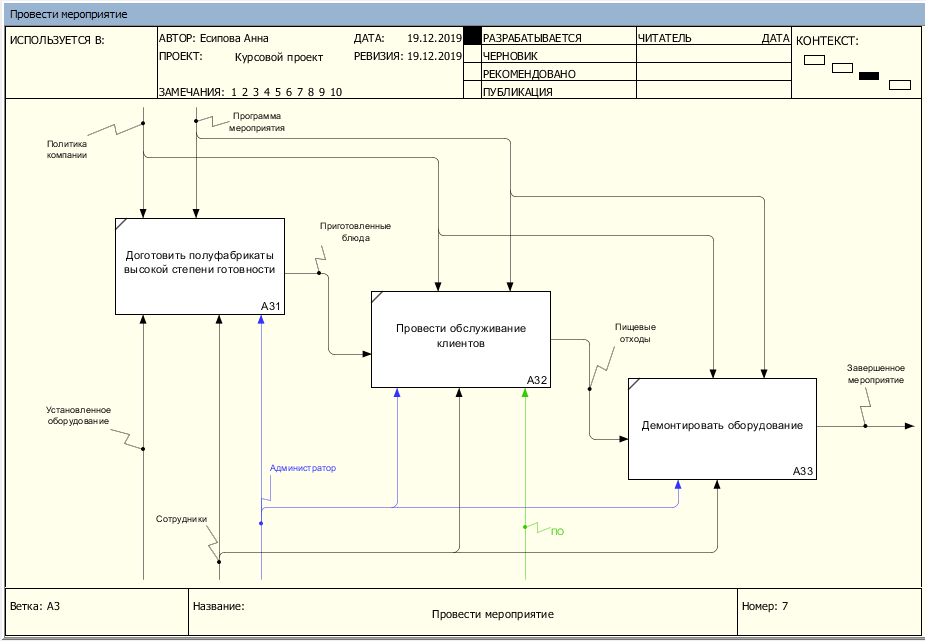 Провести мероприятие
ИСПОЛЬЗУЕТСЯ В:
АВТОР: Есипова Анна
ДАТА: 19.12.2019
ПРОЕКТ: Курсовой проект
РЕВИЗИЯ: 19.12.2019
ЗАМЕЧАНИЯ: 1 2 3 4 5 6 7 8 9 10
РАЗРАБАТЫВАЕТСЯ
ЧЕРНОВИК
РЕКОМЕНДОВАНО
ПУБЛИКАЦИЯ
ЧИТАТЕЛЬ
ДАТА
КОНТЕКСТ:
Программа
мероприятия
Политика
компании
Приготовленные
блюда
Доготовить полуфабрикаты
высокой степени готовности
A31
Провести обслуживание
клиентов
A32
Пищевые
отходы
Завершенное
мероприятие
Демонтировать оборудование
A33
Установленное
оборудование
Администратор
Сотрудники
ПО
Ветка: A3
Название:
Провести мероприятие
Номер: 7